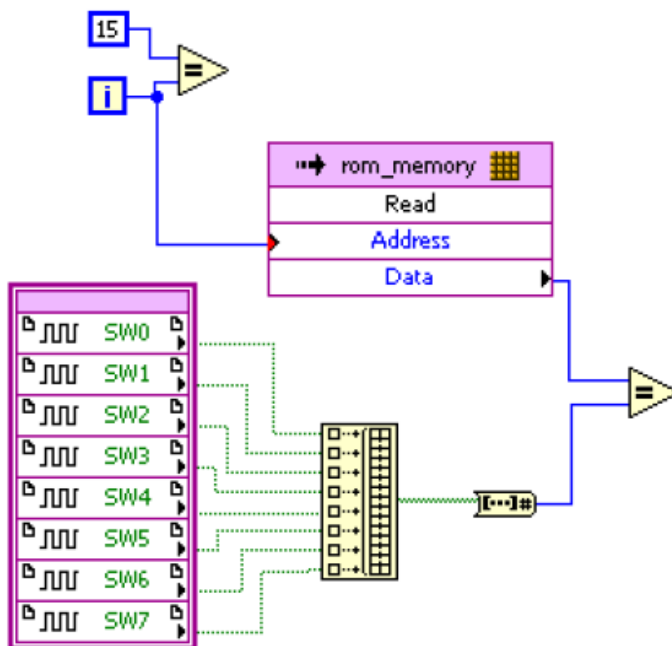 15
=
i
rom_memory
Read
Address
Data
SW0
SW1
SW2
SW3
SW4
SW5
SW6
SW7
=
[...]#